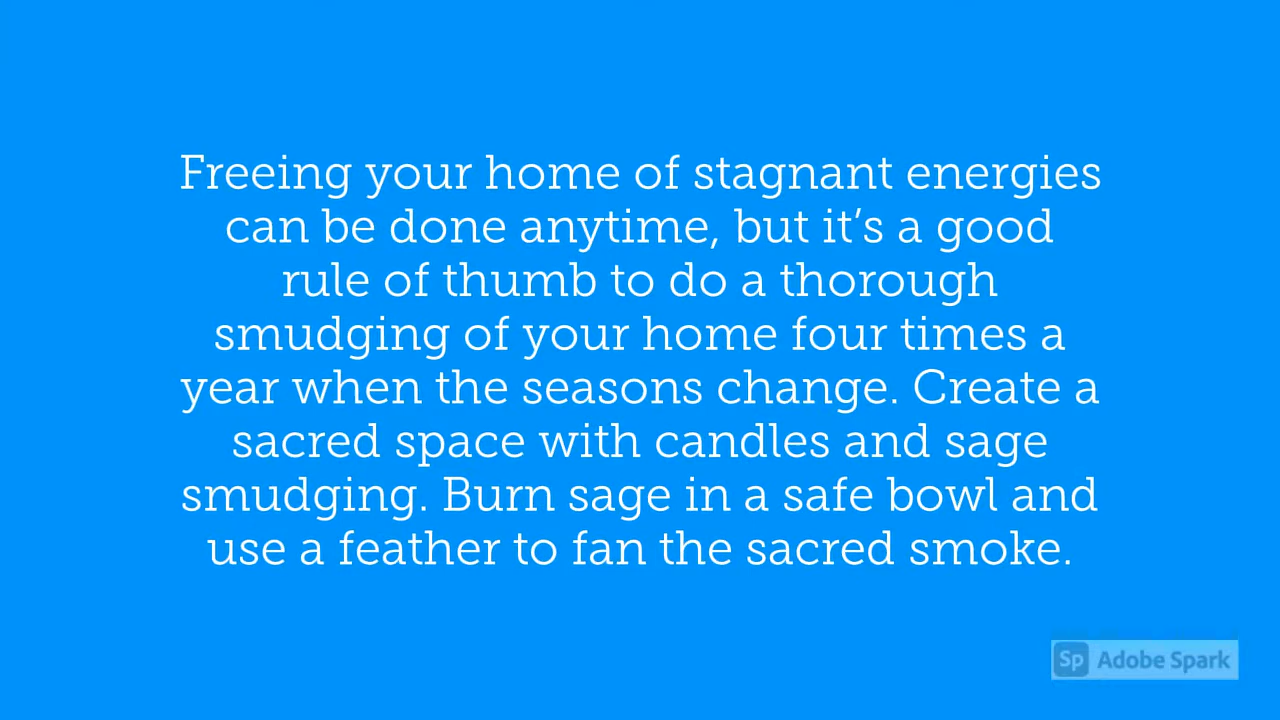 Freeing your home of stagnant energies
can be done anytime, but it’s a good
rule of thumb to do a thorough
smudging of your home four times a
year when the seasons change. Create a
sacred space with candles and sage
smudging. Burn sage in a safe bowl and
use a feather to fan the sacred smoke.
Sp Adobe Spark